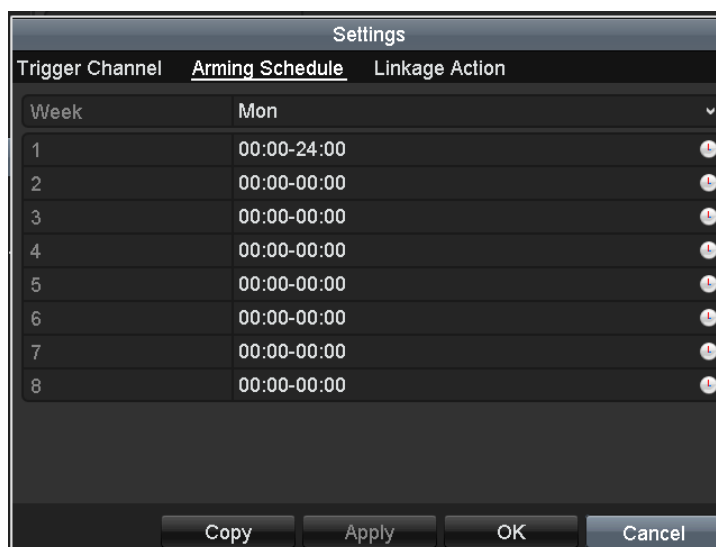 Settings
Trigger Channel Arming Schedule Linkage Action
Week Mon
1 00:00-24:00
2 00:00-00:00
3 00:00-00:00
4 00:00-00:00
5 00:00-00:00
6 00:00-00:00
7 00:00-00:00
8 00:00-00:00
Copy Apply OK Cancel